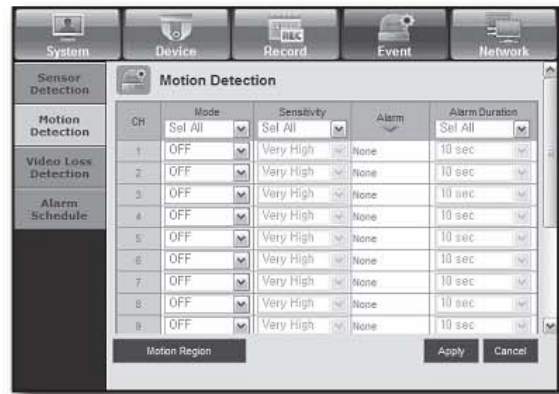 System Device Record Event Network
REC
Sensor Detection
Motion Detection
Video Loss Detection
Alarm Schedule
Motion Detection
CH Mode Sensitivity Alarm Alarm Duration
Sel All Sel All Sel All
1 OFF Very High None 10 sec
2 OFF Very High None 10 sec
3 OFF Very High None 10 sec
4 OFF Very High None 10 sec
5 OFF Very High None 10 sec
6 OFF Very High None 10 sec
7 OFF Very High None 10 sec
8 OFF Very High None 10 sec
9 OFF Very High None 10 sec
Motion Region Apply Cancel